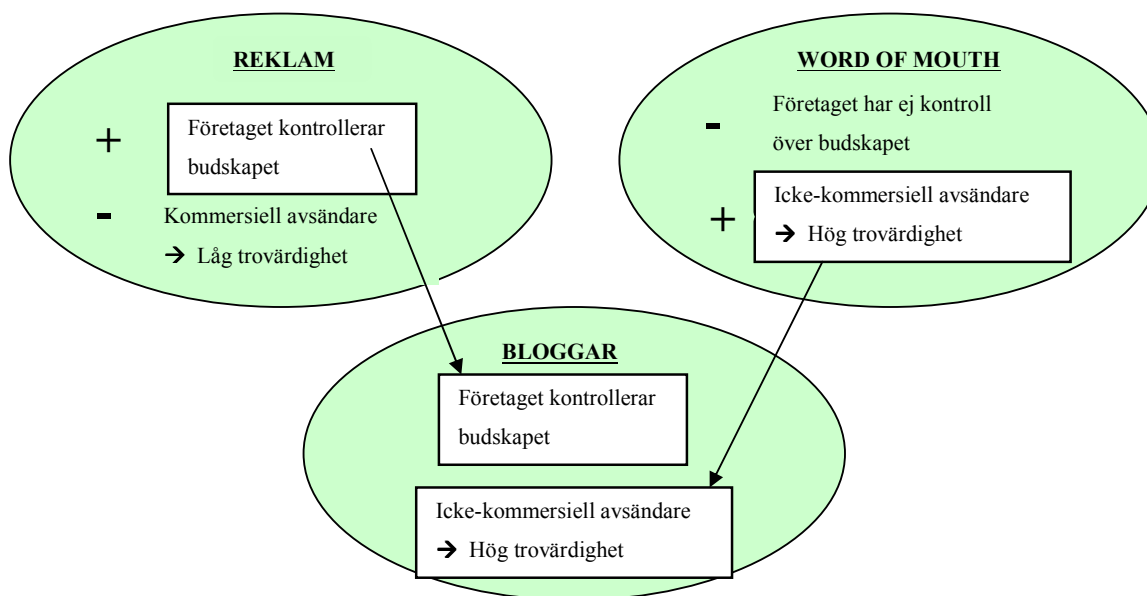 REKLAM
+
Företaget kontrollerar
budskapet
-
Kommersiell avsändare
→ Låg trovärdighet
WORD OF MOUTH
-
Företaget har ej kontroll
över budskapet
+
Icke-kommersiell avsändare
→ Hög trovärdighet
BLOGGAR
Företaget kontrollerar
budskapet
Icke-kommersiell avsändare
→ Hög trovärdighet